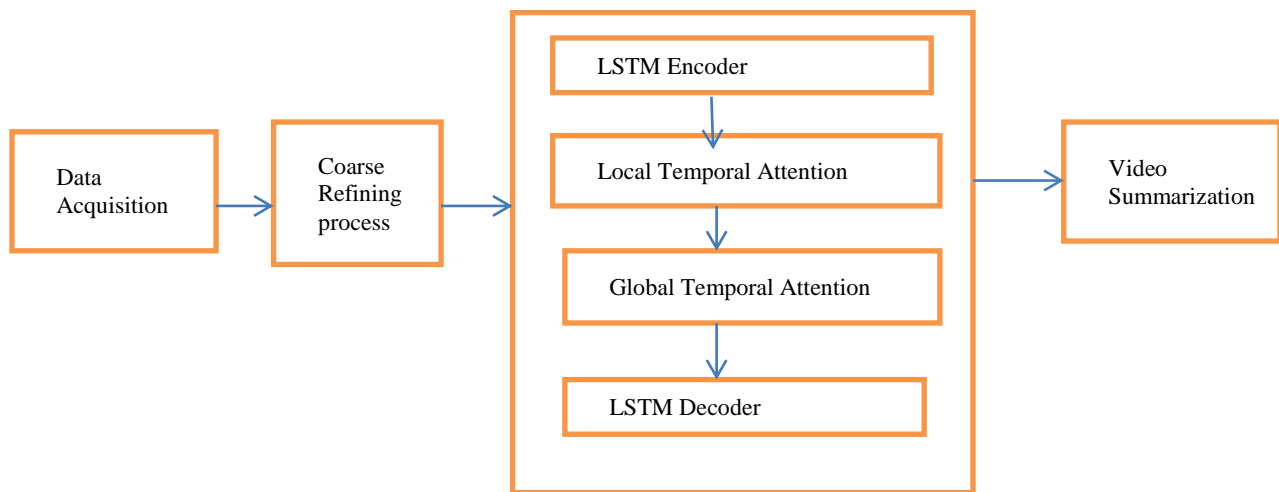 Data
Acquisition
Coarse
Refining
process
LSTM Encoder
Local Temporal Attention
Global Temporal Attention
LSTM Decoder
Video
Summarization